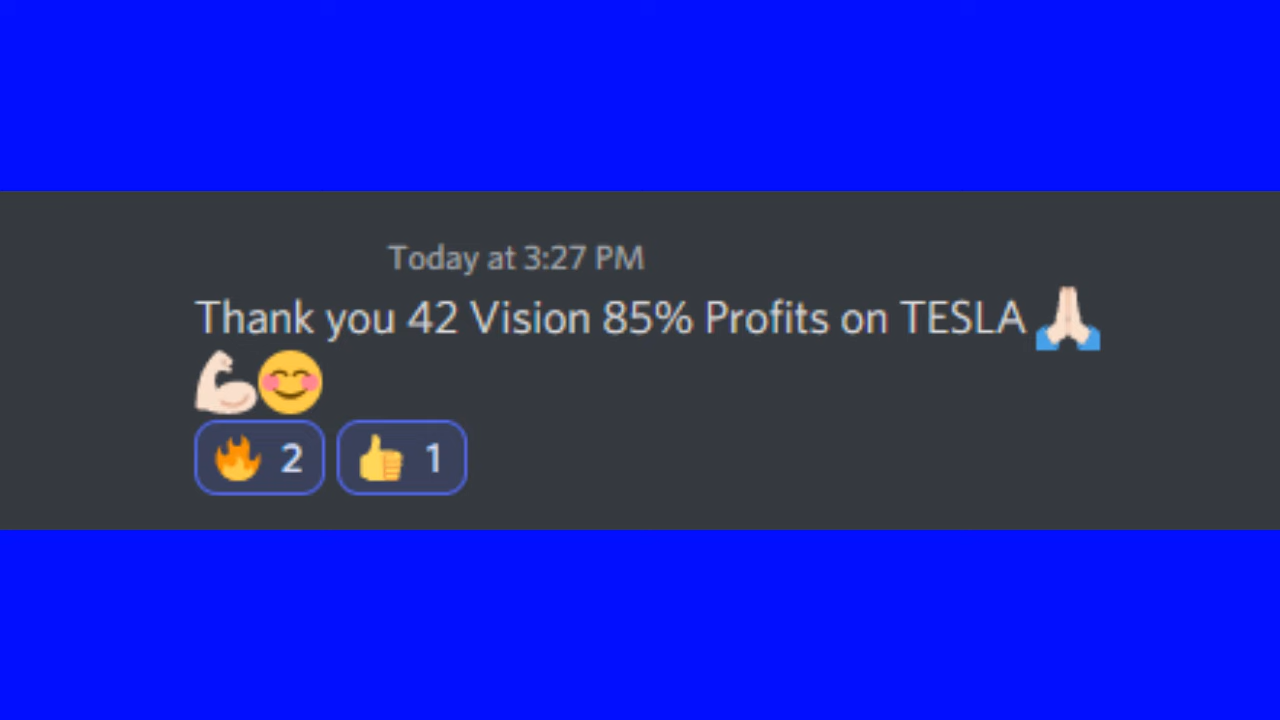 Today at 3:27 PM
Thank you 42 Vision 85% Profits on TESLA 🙏🏻
💪🏻😊
🔥 2 👍 1